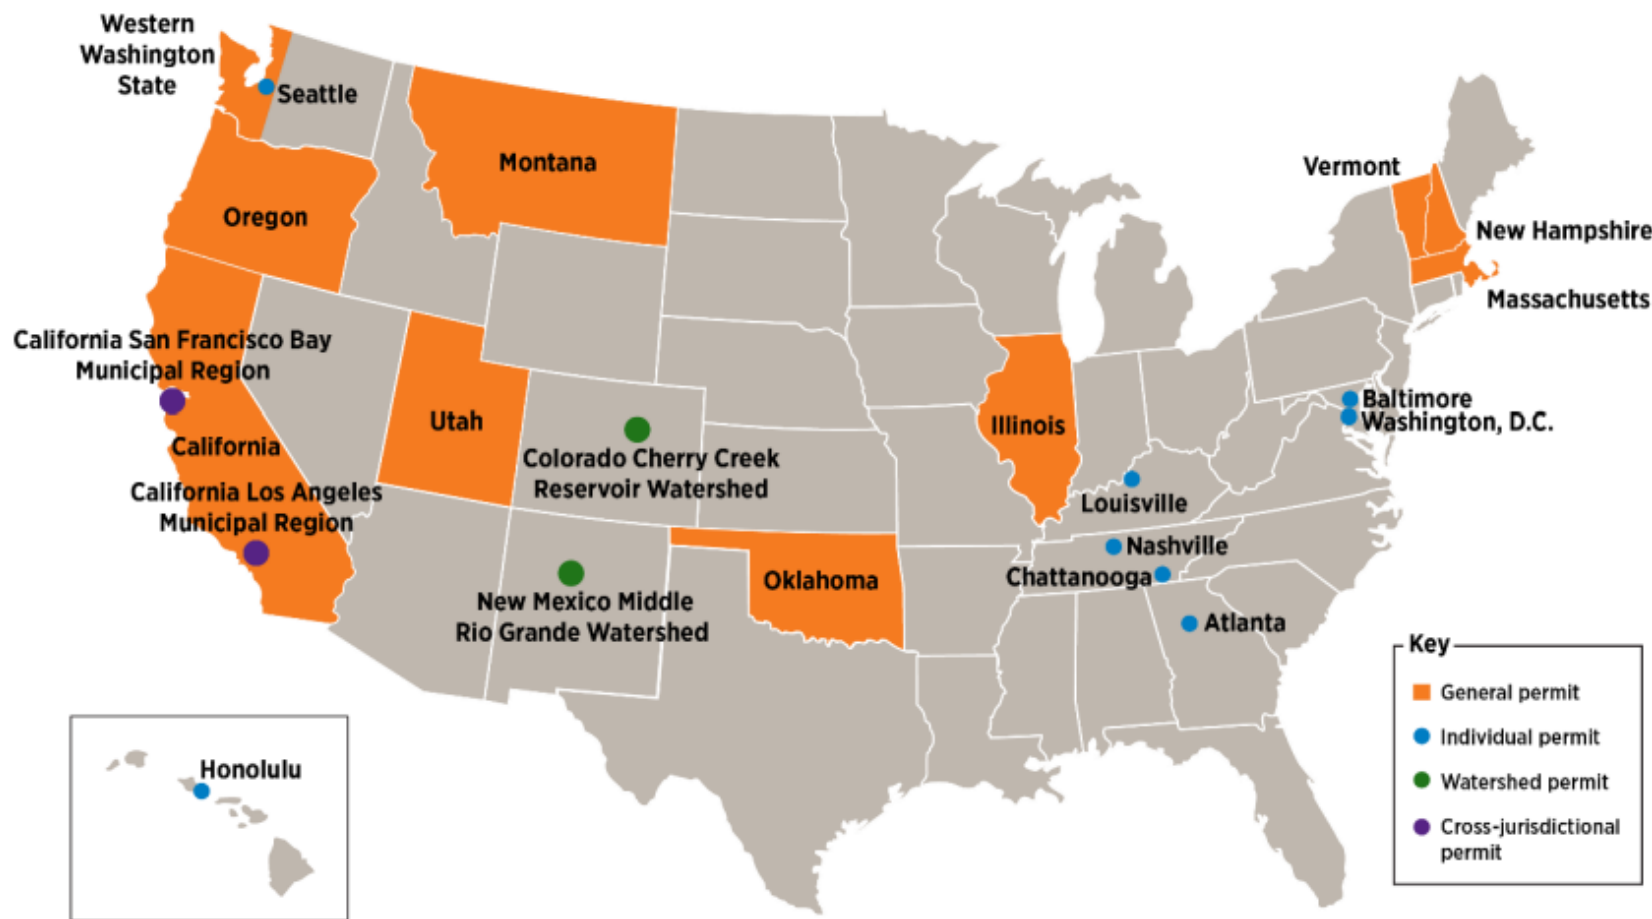 Western
Washington
State
Seattle
Montana
Oregon
Vermont
New Hampshire
Massachusetts
California San Francisco Bay
Municipal Region
California
California Los Angeles
Municipal Region
Utah
Colorado Cherry Creek
Reservoir Watershed
New Mexico Middle
Rio Grande Watershed
Oklahoma
Illinois
Baltimore
Washington, D.C.
Louisville
Nashville
Chattanooga
Atlanta
Honolulu
Key
General permit
Individual permit
Watershed permit
Cross-jurisdictional
permit